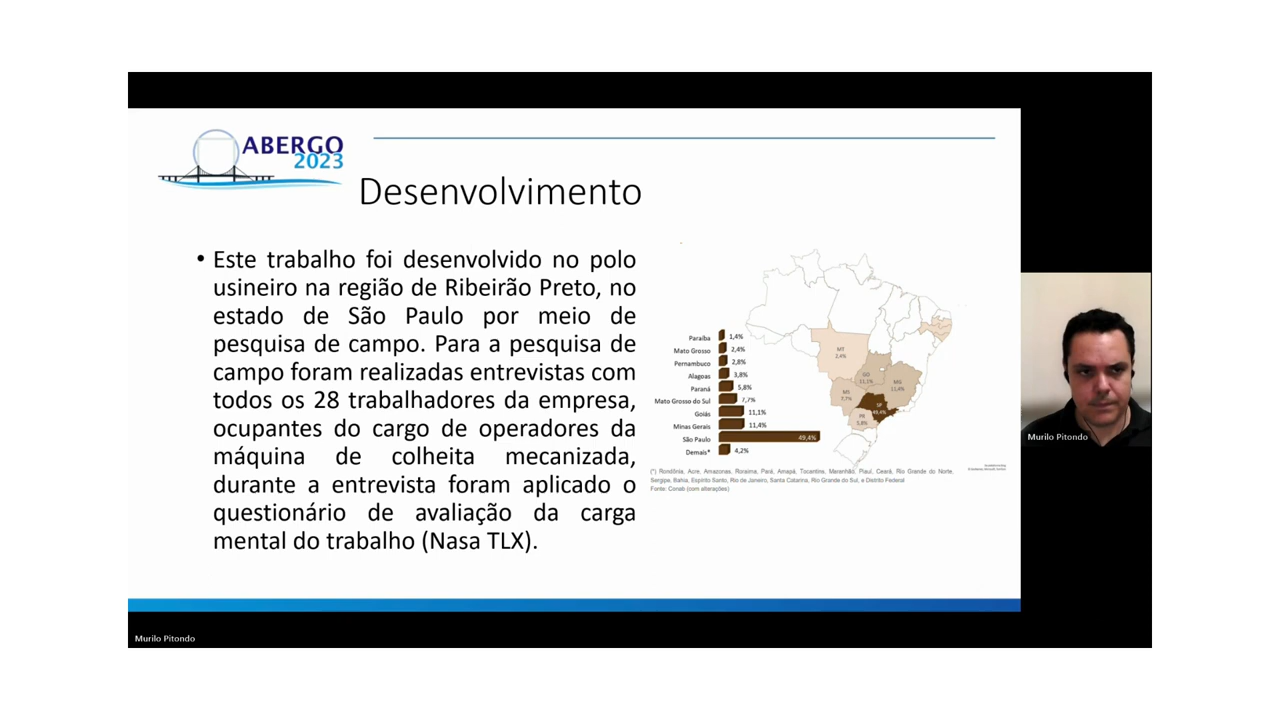 ABERGO
2023
Desenvolvimento
• Este trabalho foi desenvolvido no polo
usineiro na região de Ribeirão Preto, no
estado de São Paulo por meio de
pesquisa de campo. Para a pesquisa de
campo foram realizadas entrevistas com
todos os 28 trabalhadores da empresa,
ocupantes do cargo de operadores da
máquina de colheita mecanizada,
durante a entrevista foram aplicado o
questionário de avaliação da carga
mental do trabalho (Nasa TLX).
Paraíba 1,4%
Mato Grosso 2,4%
Pernambuco 2,8%
Alagoas 3,8%
Paraná 5,8%
Mato Grosso do Sul 7,7%
Goiás 11,1%
Minas Gerais 11,4%
São Paulo 49,4%
Demais* 4,2%
MT
2,4%
GO
11,1%
MG
11,4%
MS
7,7%
SP
49,4%
PR
5,8%
(*) Rondônia, Acre, Amazonas, Roraima, Pará, Amapá, Tocantins, Maranhão, Piauí, Ceará, Rio Grande do Norte,
Sergipe, Bahia, Espírito Santo, Rio de Janeiro, Santa Catarina, Rio Grande do Sul, e Distrito Federal
Fonte: Conab (com alterações)
Murilo Pitondo
Murilo Pitondo